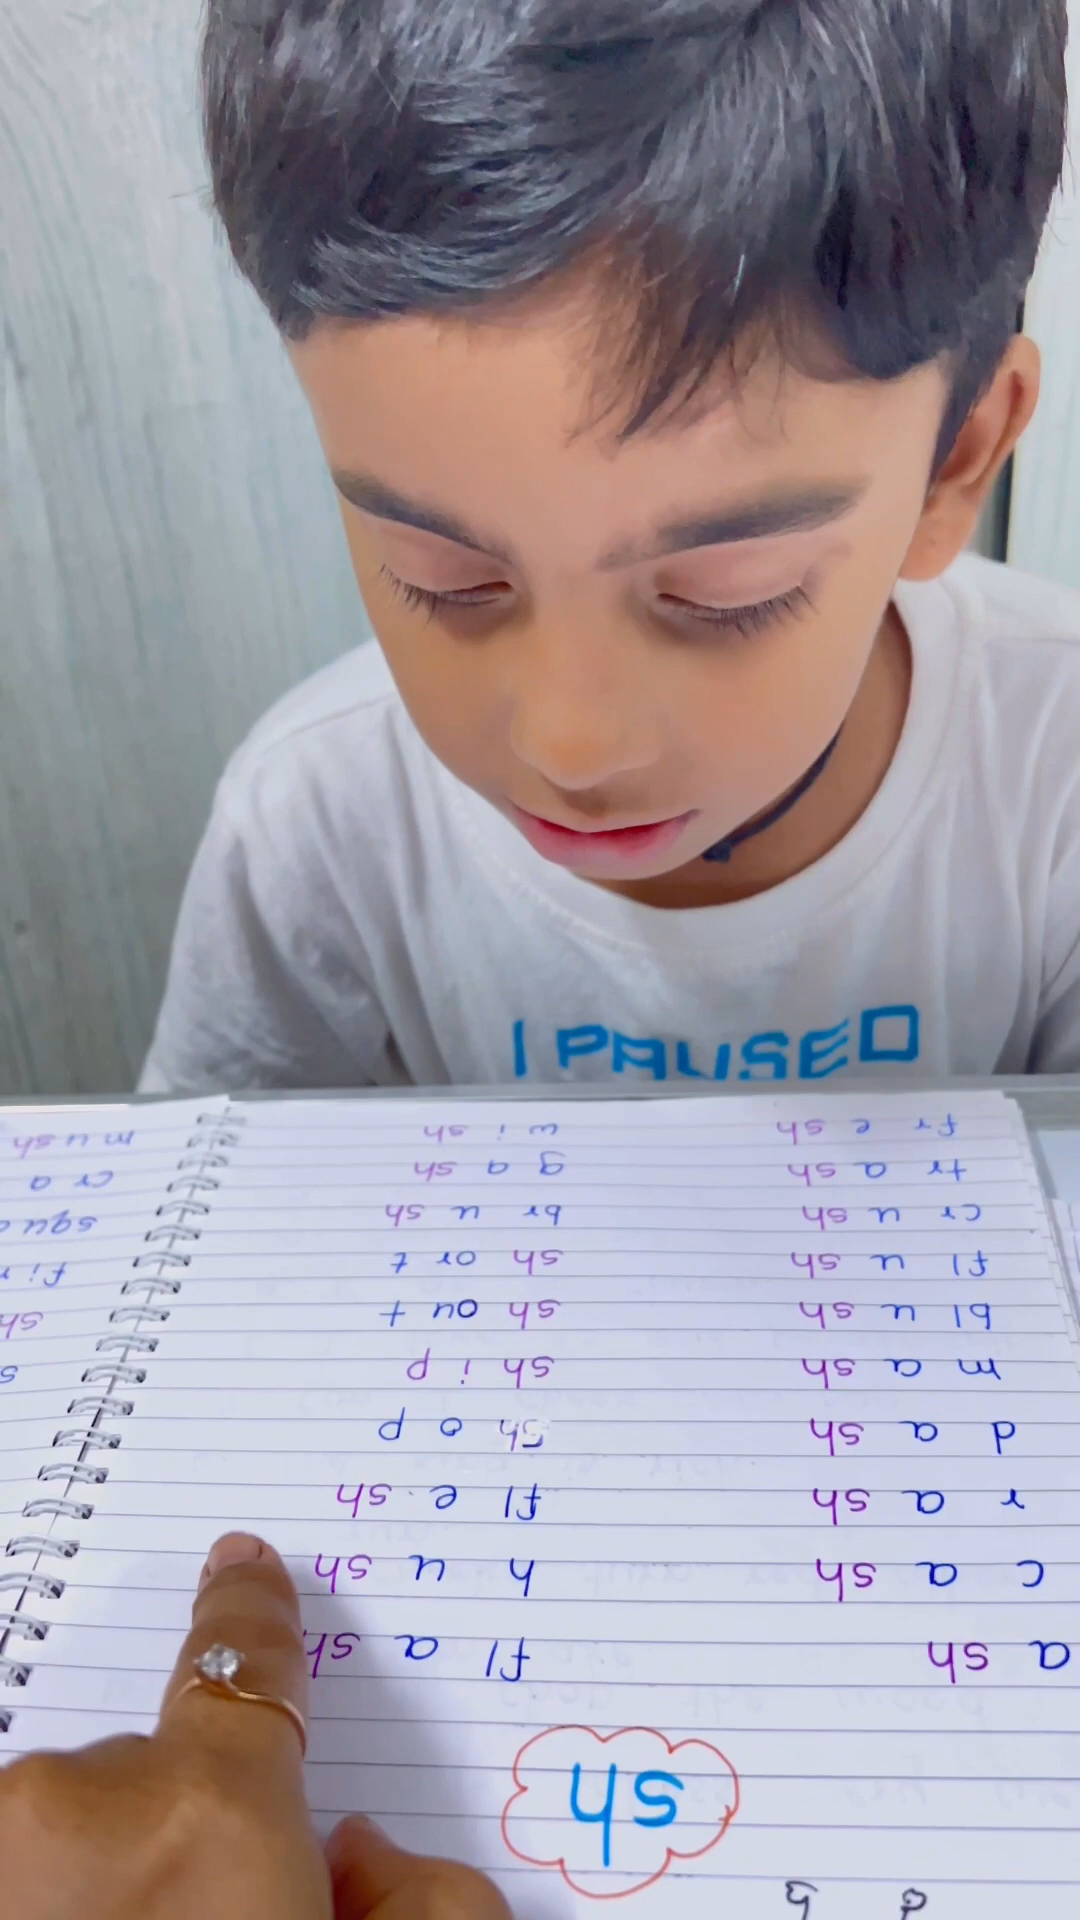 I PAUSED
sh
a sh
c a sh
r a sh
d a sh
m a sh
bl u sh
fl u sh
cr u sh
tr a sh
fr e sh
fl a sh
h u sh
fl e sh
sh o p
sh i p
sh ou t
sh or t
br u sh
g a sh
w i sh
sh
cr a
m u sh